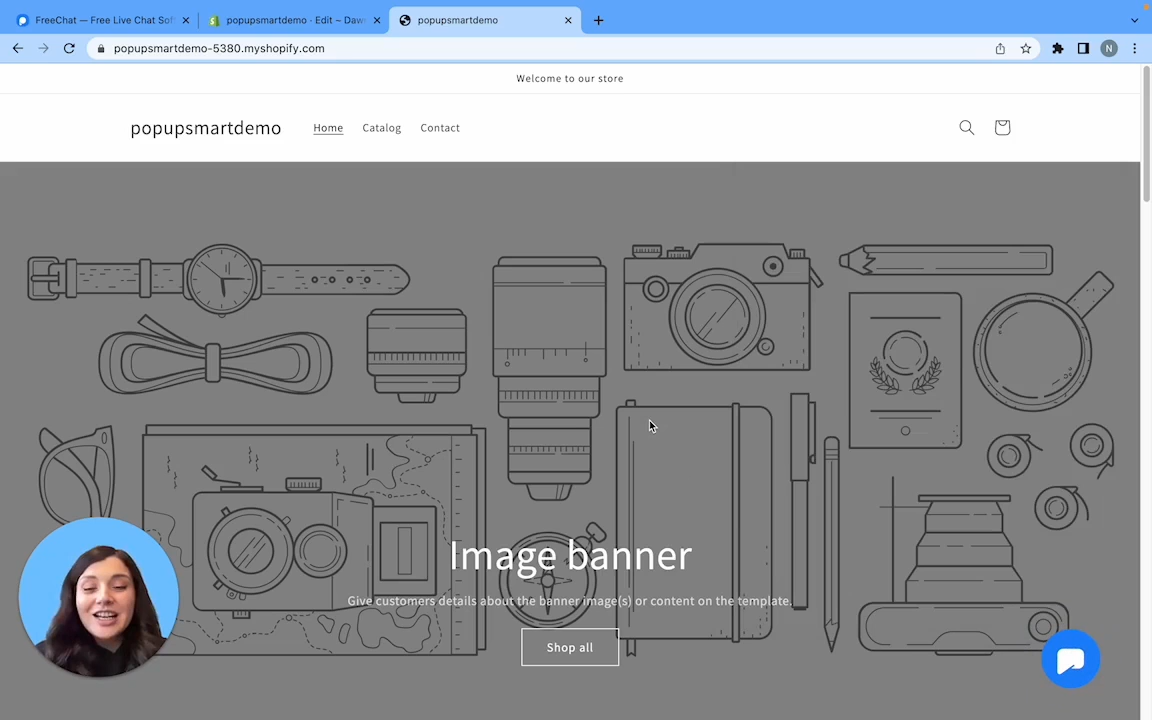 FreeChat — Free Live Chat Sof
popupsmartdemo · Edit ~ Daw
popupsmartdemo
popupsmartdemo-5380.myshopify.com
N
Welcome to our store
popupsmartdemo
Home
Catalog
Contact
Image banner
Give customers details about the banner image(s) or content on the template.
Shop all